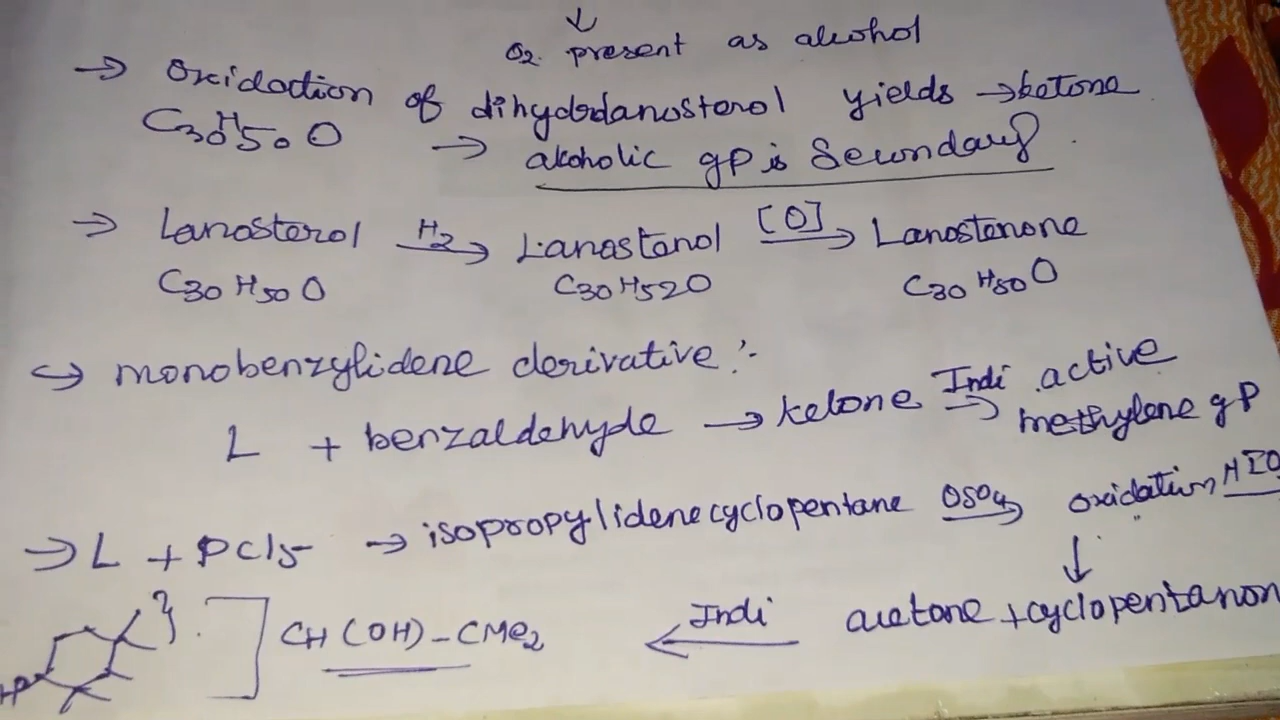 ↓
O2 present as alcohol
→ Oxidaction of dihydrolanosterol yields → ketone
C30H50O → alcoholic gp is Secondary.
→ Lanosterol H2→ Lanostanol [O]→ Lanostenone
C30H50O C30H52O C30H50O
↪ monobenzylidene derivative :-
L + benzaldehyde → ketone Indi→ active
methylene gp
→ L + PCl5 → isopropylidenecyclopentane OsO4→ oxidation HIO
↓
} ] CH(OH)-CMe2 ←Indi acetone + cyclopentanon